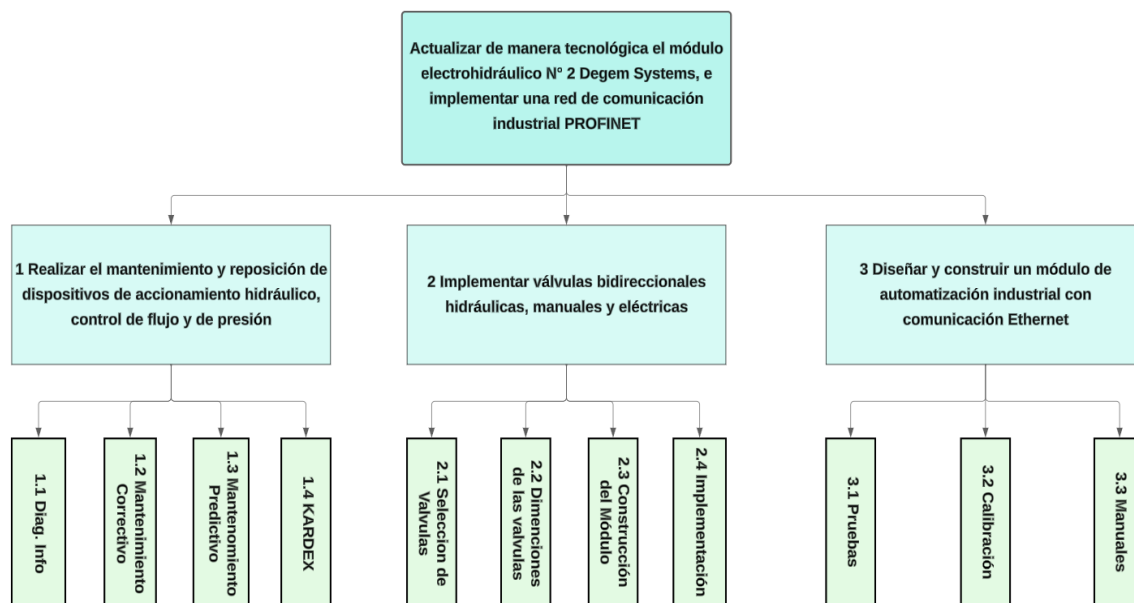 Actualizar de manera tecnológica el módulo
electrohidráulico N° 2 Degem Systems, e
implementar una red de comunicación
industrial PROFINET
1 Realizar el mantenimiento y reposición de
dispositivos de accionamiento hidráulico,
control de flujo y de presión
2 Implementar válvulas bidireccionales
hidráulicas, manuales y eléctricas
3 Diseñar y construir un módulo de
automatización industrial con
comunicación Ethernet
1.1 Diag. Info
1.2 Mantenimiento
Correctivo
1.3 Mantenomiento
Predictivo
1.4 KARDEX
2.1 Seleccion de
Valvulas
2.2 Dimenciones
de las valvulas
2.3 Construcción
del Módulo
2.4 Implementación
3.1 Pruebas
3.2 Calibración
3.3 Manuales